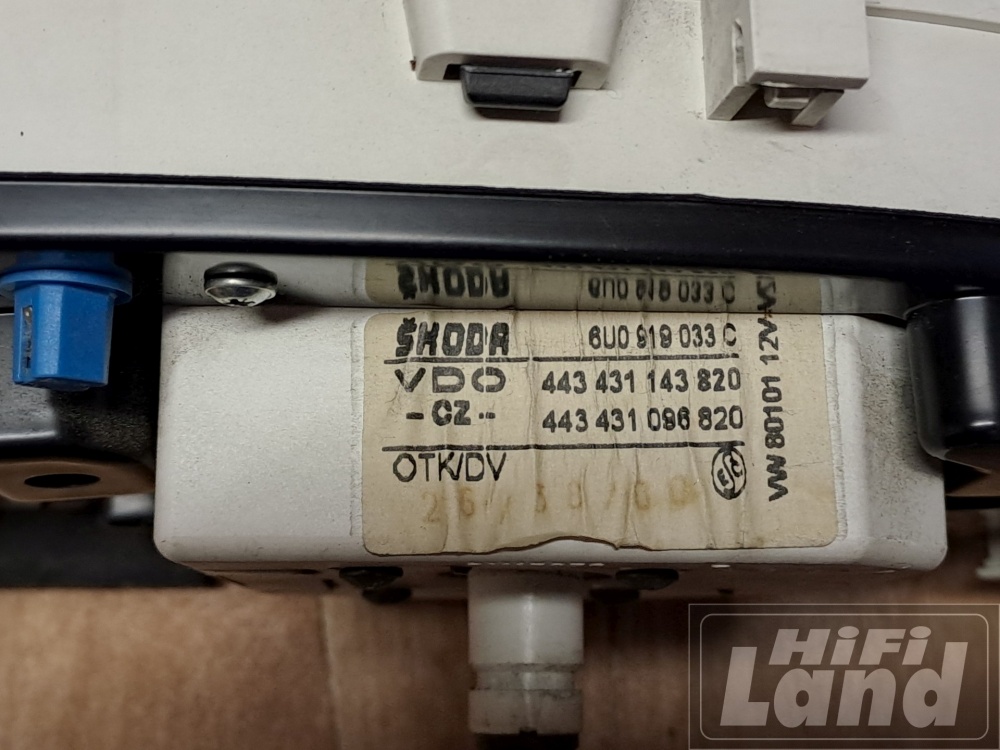 ŠKODA 6U0 919 033 C
ŠKODA 6U0 919 033 C
VDO 443 431 143 820
- CZ - 443 431 096 820
OTK/DV
VW 80101 12V
HiFi
Land